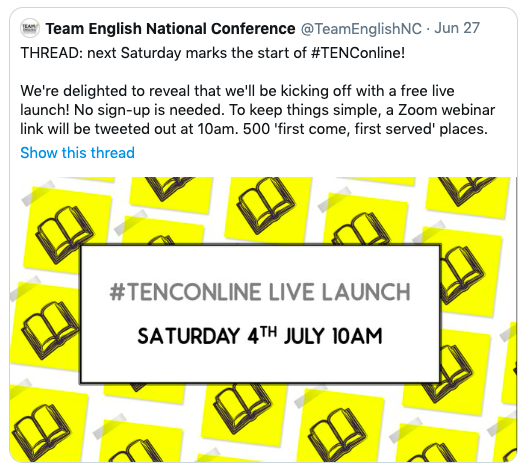 Team English National Conference @TeamEnglishNC · Jun 27
THREAD: next Saturday marks the start of #TENConline!
We're delighted to reveal that we'll be kicking off with a free live
launch! No sign-up is needed. To keep things simple, a Zoom webinar
link will be tweeted out at 10am. 500 'first come, first served' places.
Show this thread
#TENCONLINE LIVE LAUNCH
SATURDAY 4TH JULY 10AM